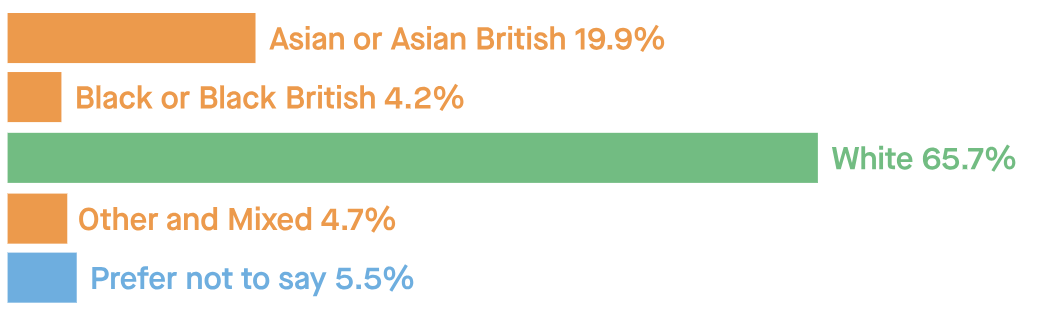 Asian or Asian British 19.9%
Black or Black British 4.2%
White 65.7%
Other and Mixed 4.7%
Prefer not to say 5.5%